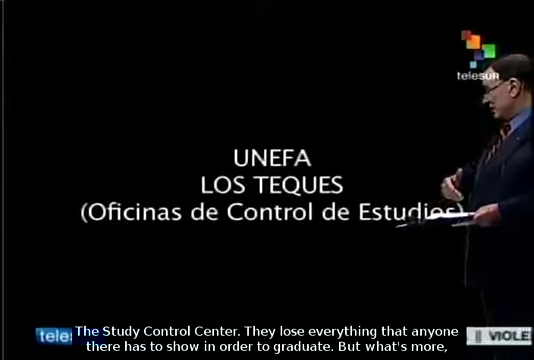 telesuR
UNEFA
LOS TEQUES
(Oficinas de Control de Estudios)
tele
The Study Control Center. They lose everything that anyone
there has to show in order to graduate. But what's more,
VIOLE